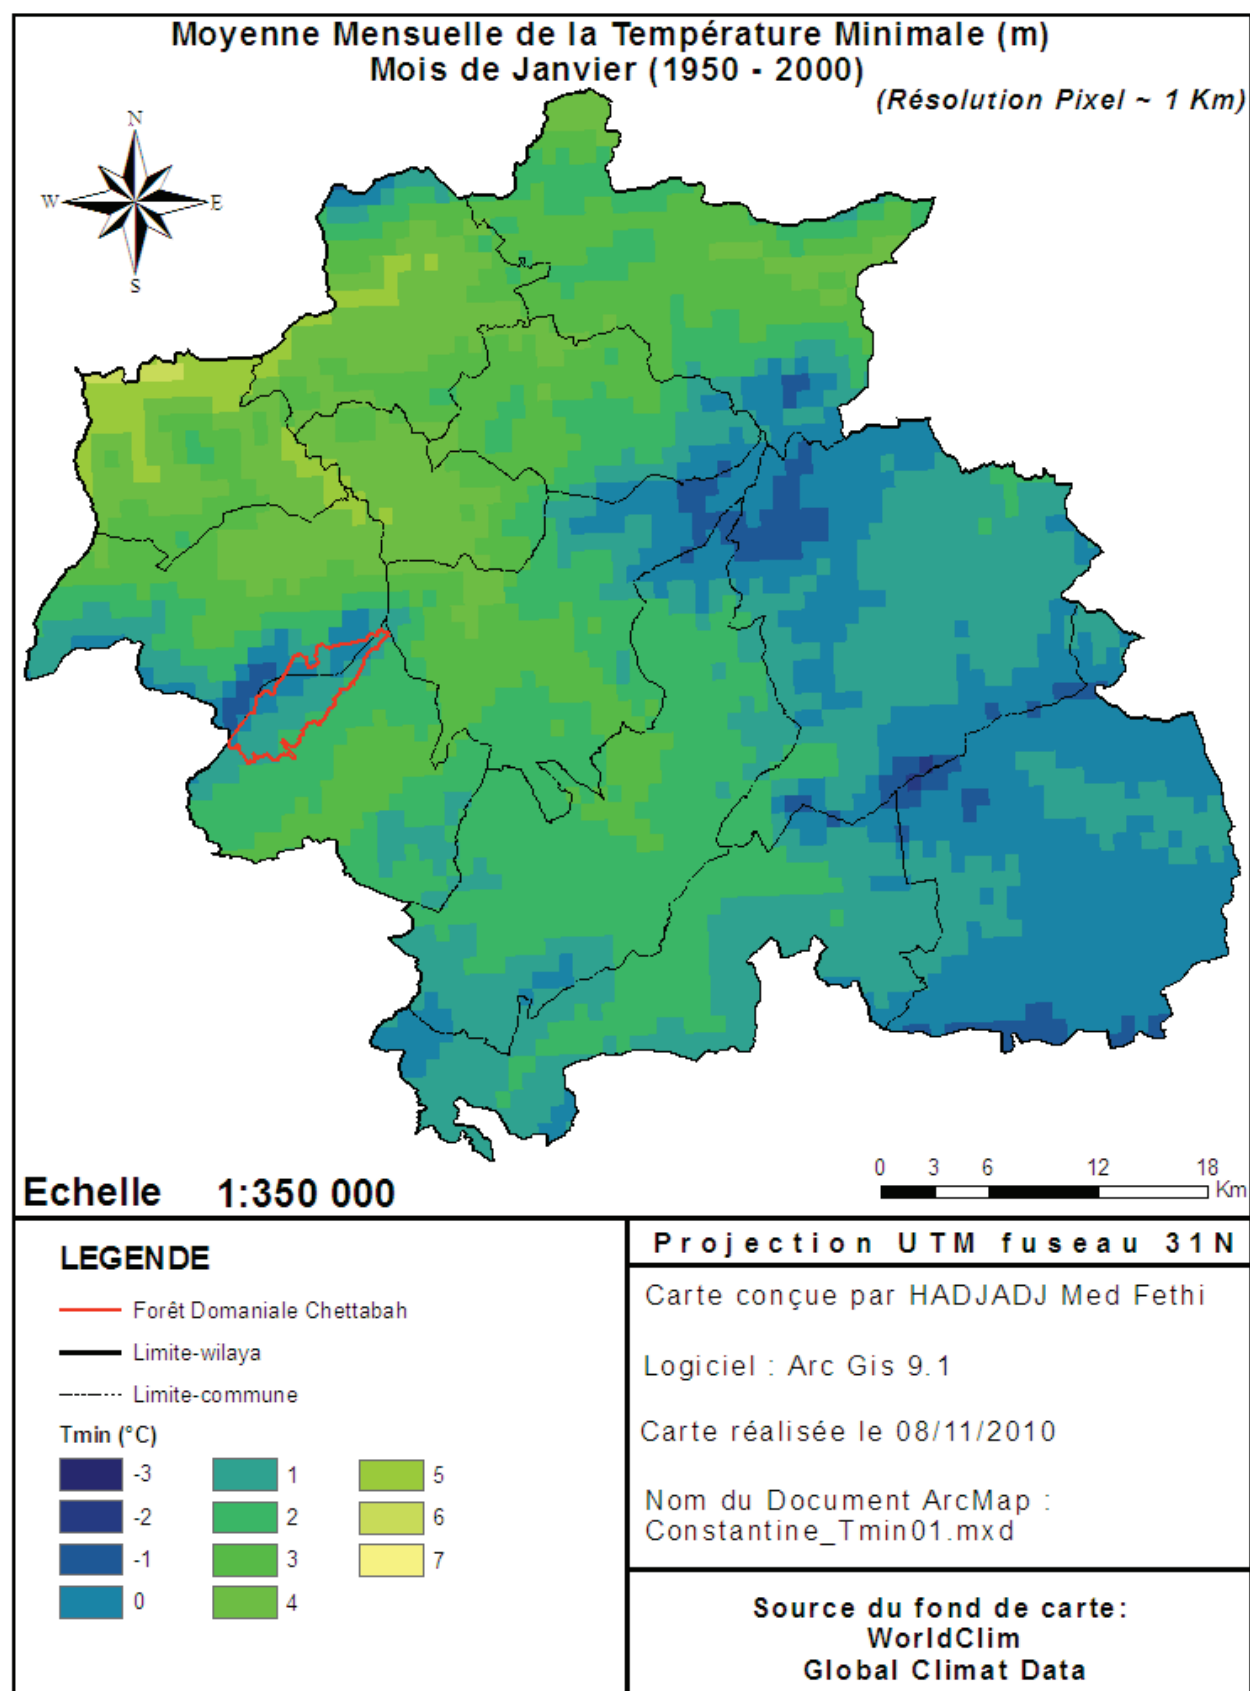 Moyenne Mensuelle de la Température Minimale (m)
Mois de Janvier (1950 - 2000)
(Résolution Pixel ~ 1 Km)
N
W
E
S
0 3 6 12 18
Km
Echelle 1:350 000
LEGENDE
Forêt Domaniale Chettabah
Limite-wilaya
Limite-commune
Tmin (°C)
-3
-2
-1
0
1
2
3
4
5
6
7
Projection UTM fuseau 31N
Carte conçue par HADJADJ Med Fethi
Logiciel : Arc Gis 9.1
Carte réalisée le 08/11/2010
Nom du Document ArcMap :
Constantine_Tmin01.mxd
Source du fond de carte:
WorldClim
Global Climat Data